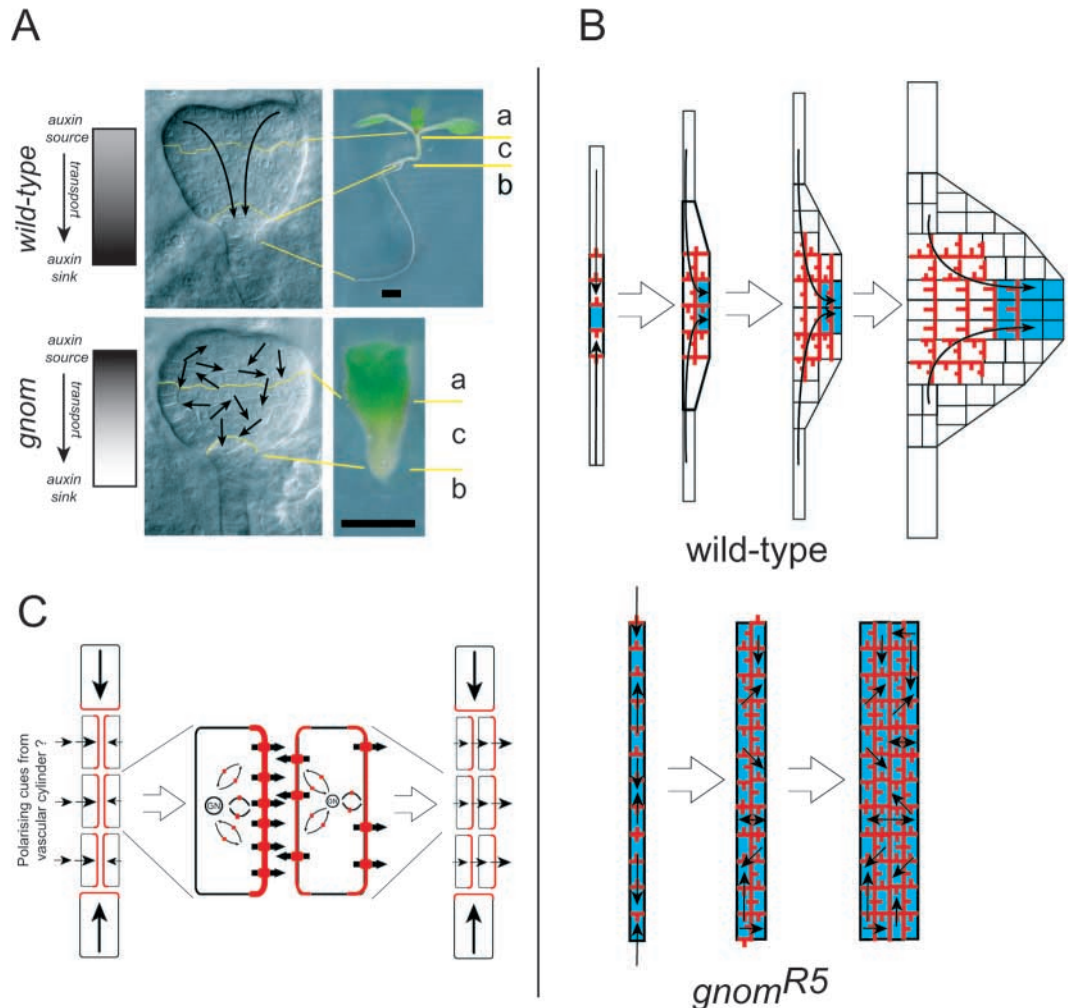 A
auxin
source
transport
auxin
sink
wild-type
a
c
b
auxin
source
transport
auxin
sink
gnom
a
c
b
B
wild-type
gnomR5
C
Polarising cues from
vascular cylinder ?
GN
GN